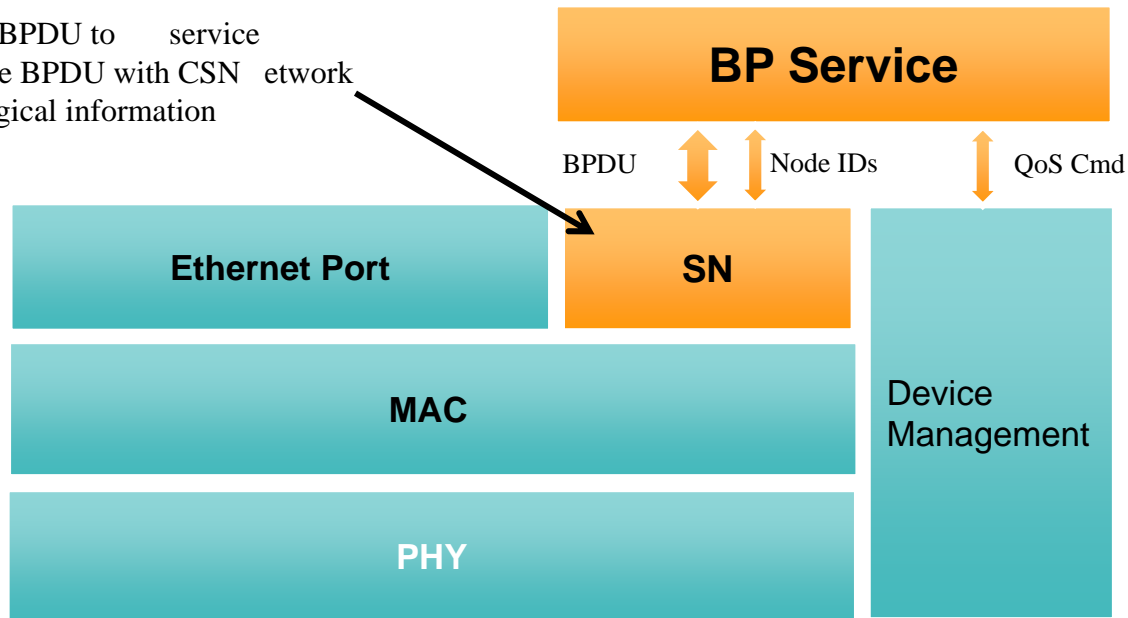 BPDU to service
e BPDU with CSN etwork
gical information
BP Service
BPDU
Node IDs
QoS Cmd
Ethernet Port
SN
MAC
Device
Management
PHY